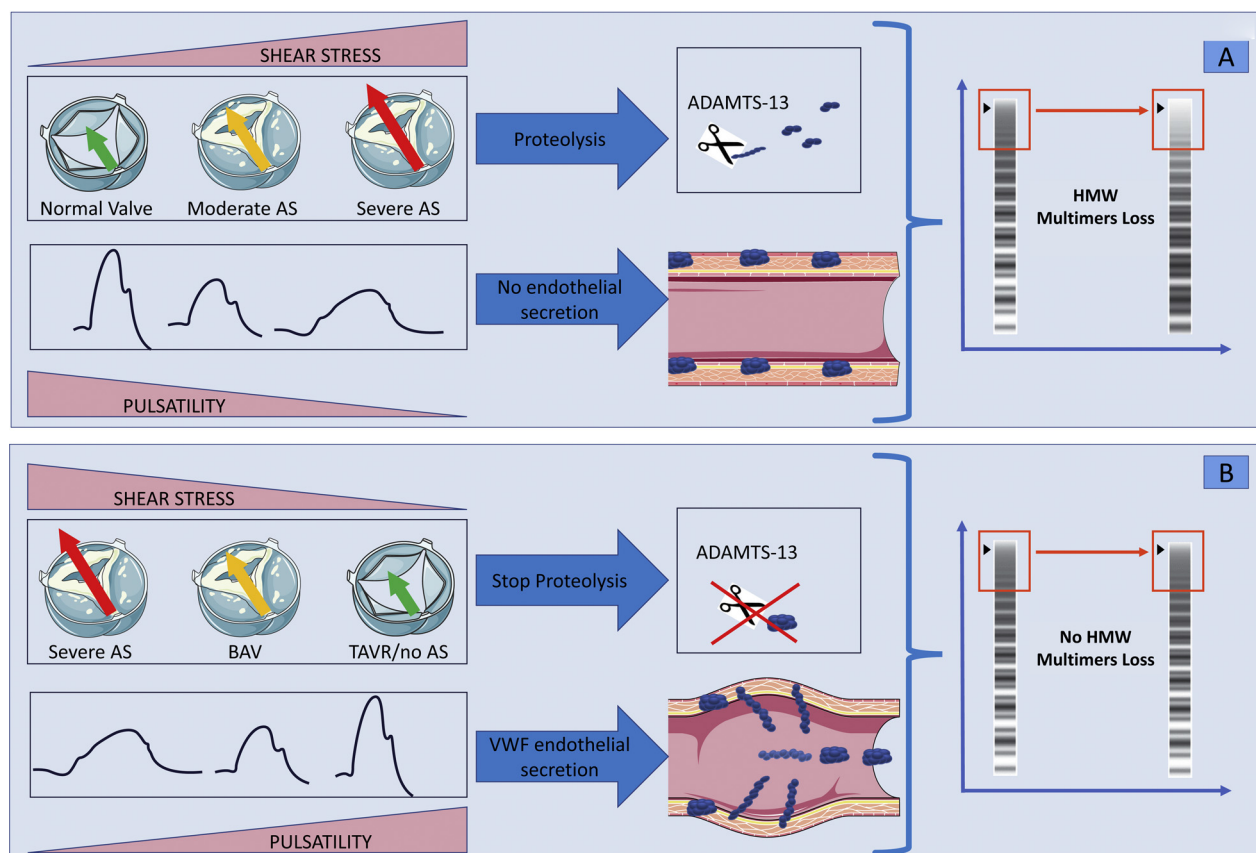 A
SHEAR STRESS
Normal Valve
Moderate AS
Severe AS
Proteolysis
ADAMTS-13
HMW
Multimers Loss
No endothelial
secretion
PULSATILITY
B
SHEAR STRESS
Severe AS
BAV
TAVR/no AS
Stop Proteolysis
ADAMTS-13
No HMW
Multimers Loss
VWF endothelial
secretion
PULSATILITY